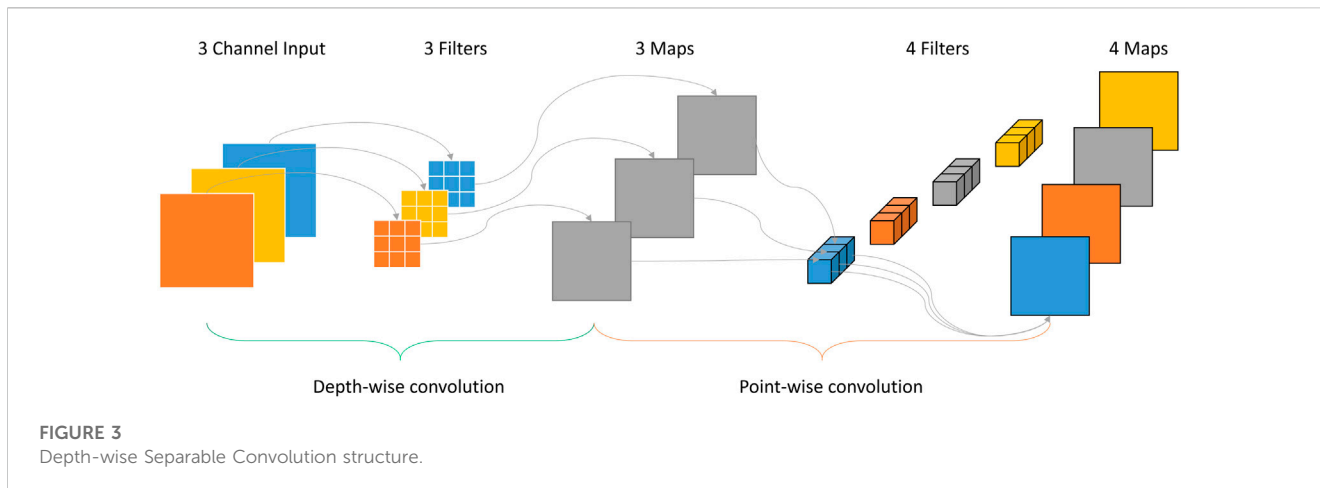 3 Channel Input
3 Filters
3 Maps
4 Filters
4 Maps
Depth-wise convolution
Point-wise convolution
FIGURE 3
Depth-wise Separable Convolution structure.